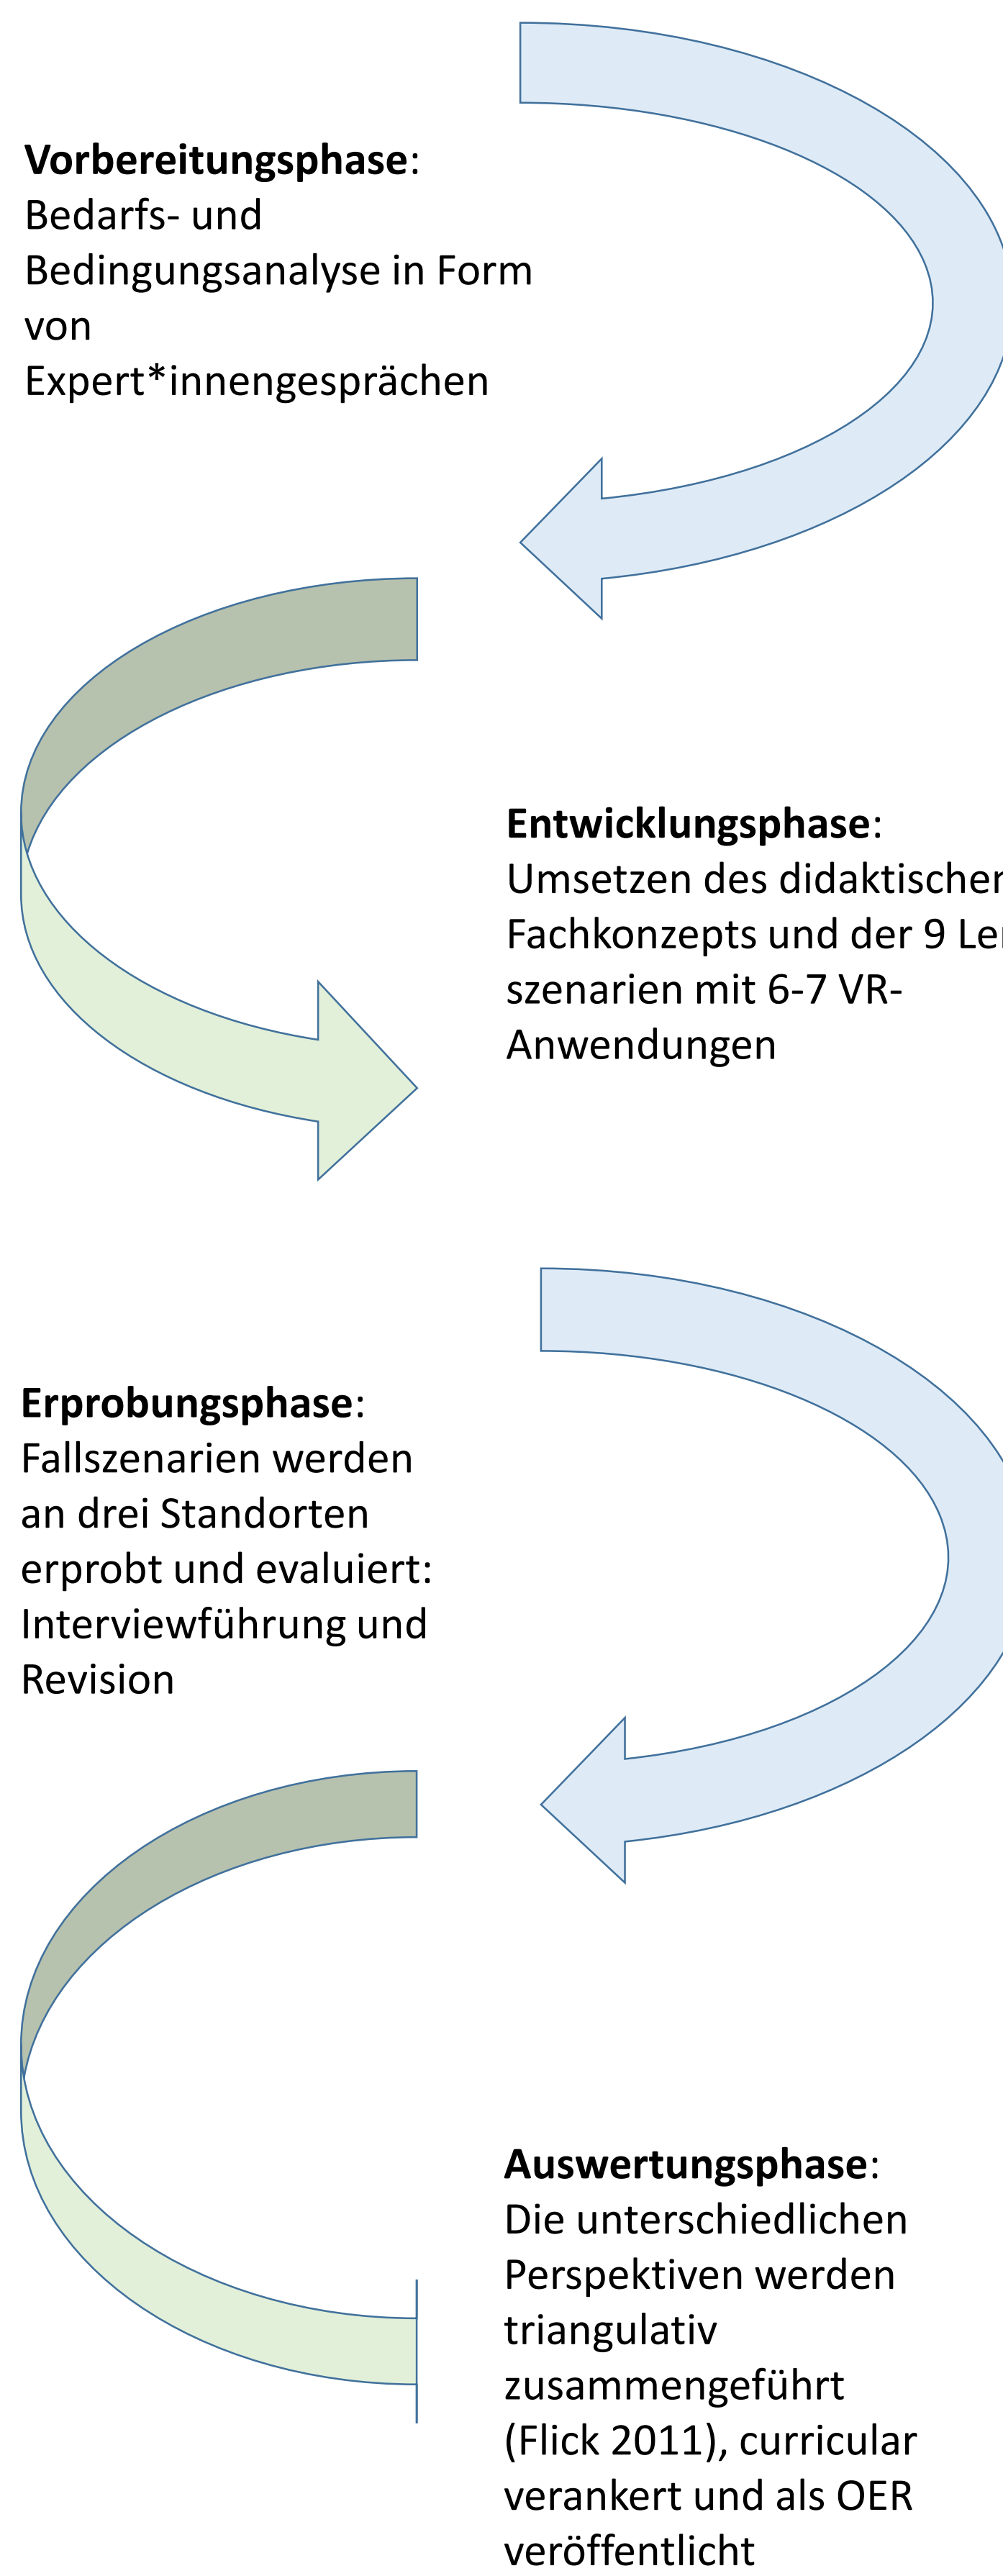 Vorbereitungsphase:
Bedarfs- und
Bedingungsanalyse in Form
von
Expert*innengesprächen
Entwicklungsphase:
Umsetzen des didaktischen
Fachkonzepts und der 9
szenarien mit 6-7 VR-
Anwendungen
Erprobungsphase:
Fallszenarien werden
an drei Standorten
erprobt und evaluiert:
Interviewführung und
Revision
Auswertungsphase:
Die unterschiedlichen
Perspektiven werden
triangulativ
zusammengeführt
(Flick 2011), curricular
verankert und als OER
veröffentlicht